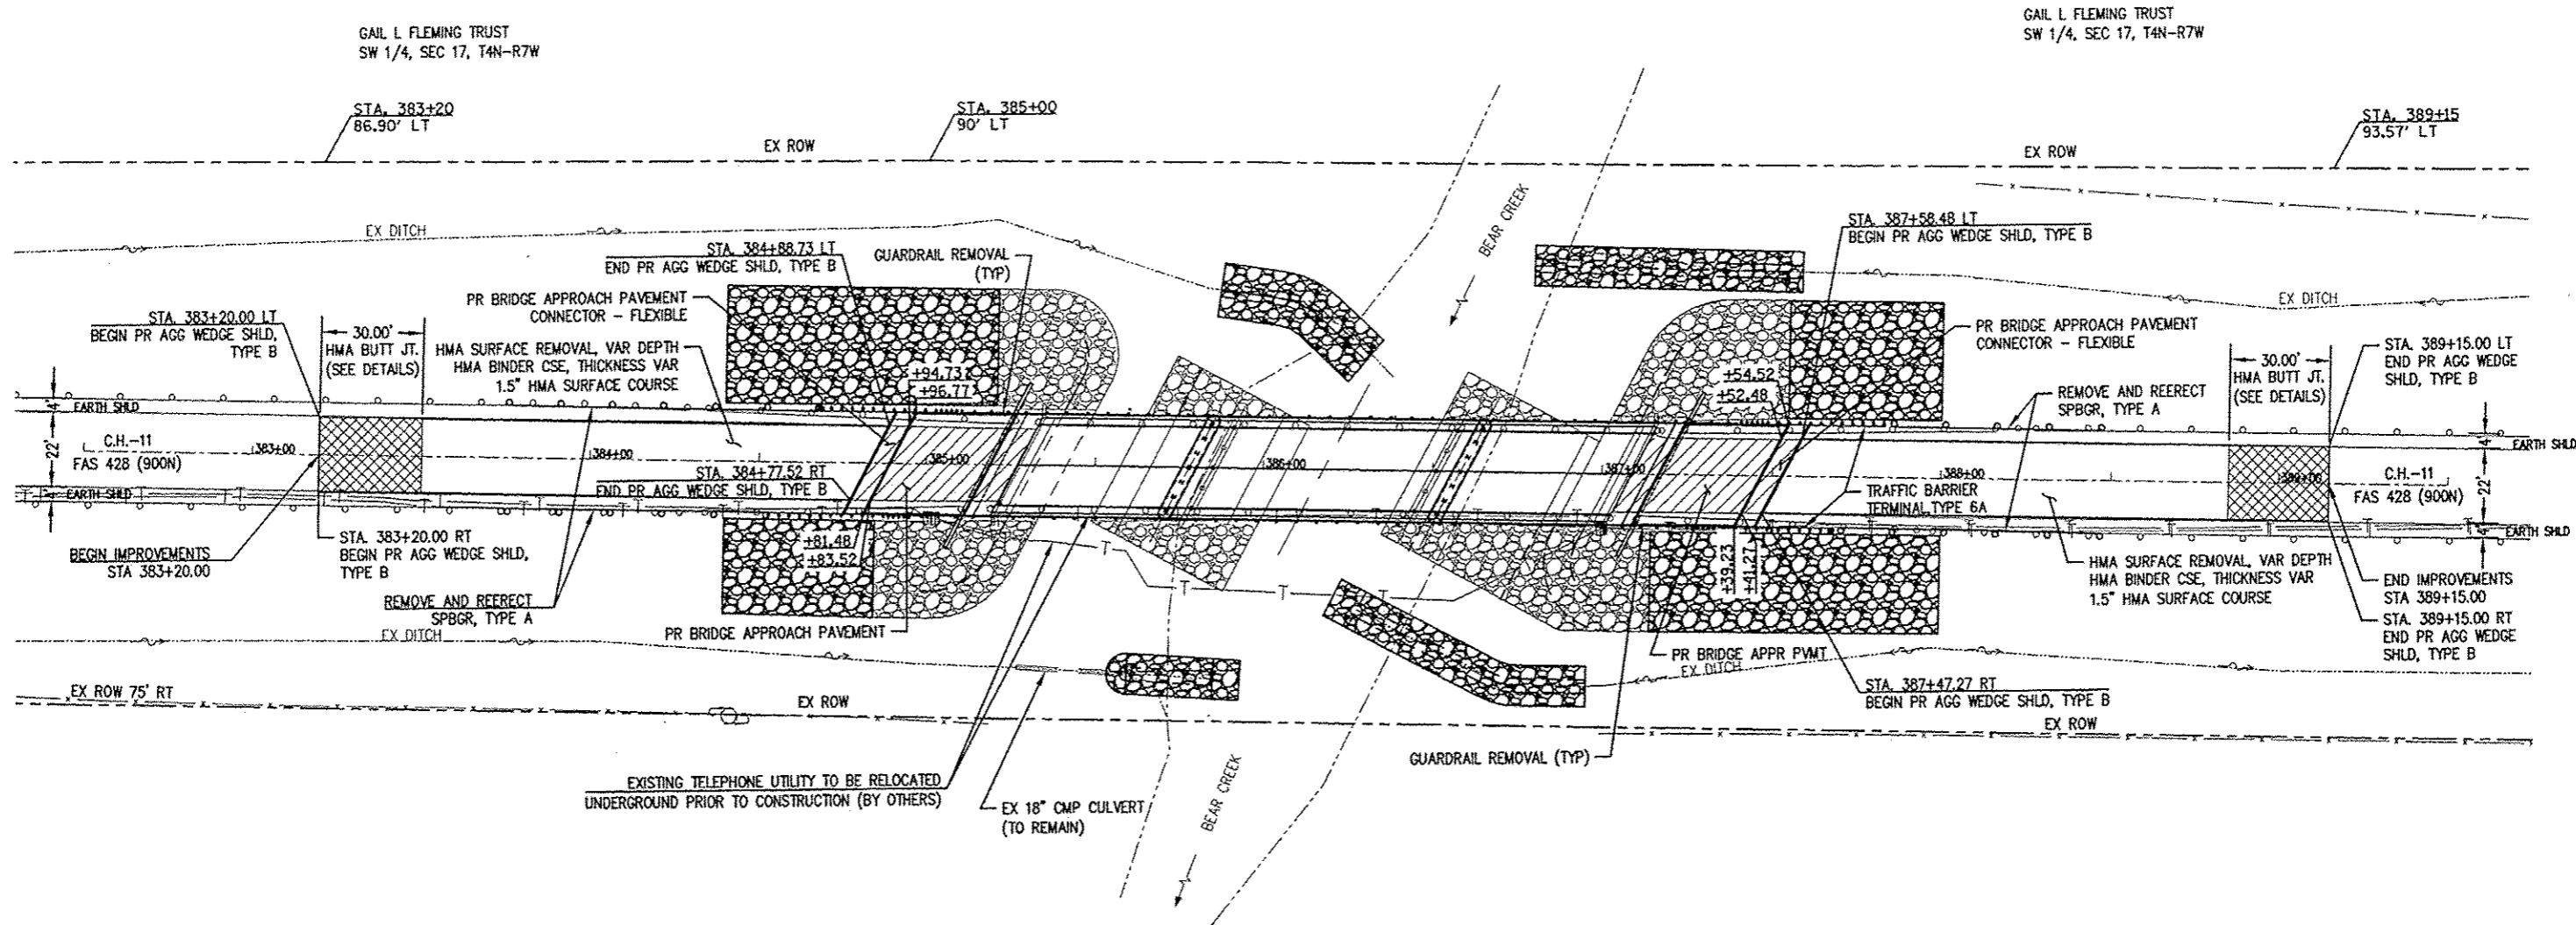 GAIL L FLEMING TRUST
SW 1/4, SEC 17, T4N-R7W
GAIL L FLEMING TRUST
SW 1/4, SEC 17, T4N-R7W
STA. 383+20
86.90' LT
STA. 385+00
90' LT
STA. 389+15
93.57' LT
EX ROW
EX ROW
EX DITCH
BEAR CREEK
STA. 384+88.73 LT
END PR AGG WEDGE SHLD, TYPE B
GUARDRAIL REMOVAL
(TYP)
STA. 387+58.48 LT
BEGIN PR AGG WEDGE SHLD, TYPE B
EX DITCH
PR BRIDGE APPROACH PAVEMENT
CONNECTOR - FLEXIBLE
STA. 383+20.00 LT
BEGIN PR AGG WEDGE SHLD,
TYPE B
30.00'
HMA BUTT JT.
(SEE DETAILS)
HMA SURFACE REMOVAL, VAR DEPTH
HMA BINDER CSE, THICKNESS VAR
1.5" HMA SURFACE COURSE
+94.73
+96.77
+54.52
+52.48
PR BRIDGE APPROACH PAVEMENT
CONNECTOR - FLEXIBLE
30.00'
HMA BUTT JT.
(SEE DETAILS)
STA. 389+15.00 LT
END PR AGG WEDGE
SHLD, TYPE B
REMOVE AND REERECT
SPBGR, TYPE A
4'
EARTH SHLD
22'
C.H.-11
FAS 428 (900N)
383+00
384+00
385+00
386+00
387+00
388+00
389+00
C.H.-11
FAS 428 (900N)
4'
EARTH SHLD
22'
4'
EARTH SHLD
4'
EARTH SHLD
STA. 384+77.52 RT
END PR AGG WEDGE SHLD, TYPE B
TRAFFIC BARRIER
TERMINAL, TYPE 6A
BEGIN IMPROVEMENTS
STA 383+20.00
STA. 383+20.00 RT
BEGIN PR AGG WEDGE SHLD,
TYPE B
+81.48
+83.52
+39.23
+41.27
HMA SURFACE REMOVAL, VAR DEPTH
HMA BINDER CSE, THICKNESS VAR
1.5" HMA SURFACE COURSE
END IMPROVEMENTS
STA 389+15.00
STA. 389+15.00 RT
END PR AGG WEDGE
SHLD, TYPE B
REMOVE AND REERECT
SPBGR, TYPE A
EX DITCH
PR BRIDGE APPROACH PAVEMENT
PR BRIDGE APPR PVMT
EX DITCH
STA. 387+47.27 RT
BEGIN PR AGG WEDGE SHLD, TYPE B
EX ROW 75' RT
EX ROW
EX ROW
GUARDRAIL REMOVAL (TYP)
EXISTING TELEPHONE UTILITY TO BE RELOCATED
UNDERGROUND PRIOR TO CONSTRUCTION (BY OTHERS)
EX 18" CMP CULVERT
(TO REMAIN)
BEAR CREEK